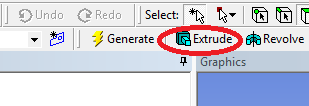 Undo Redo Select:
Generate Extrude Revolve
Graphics